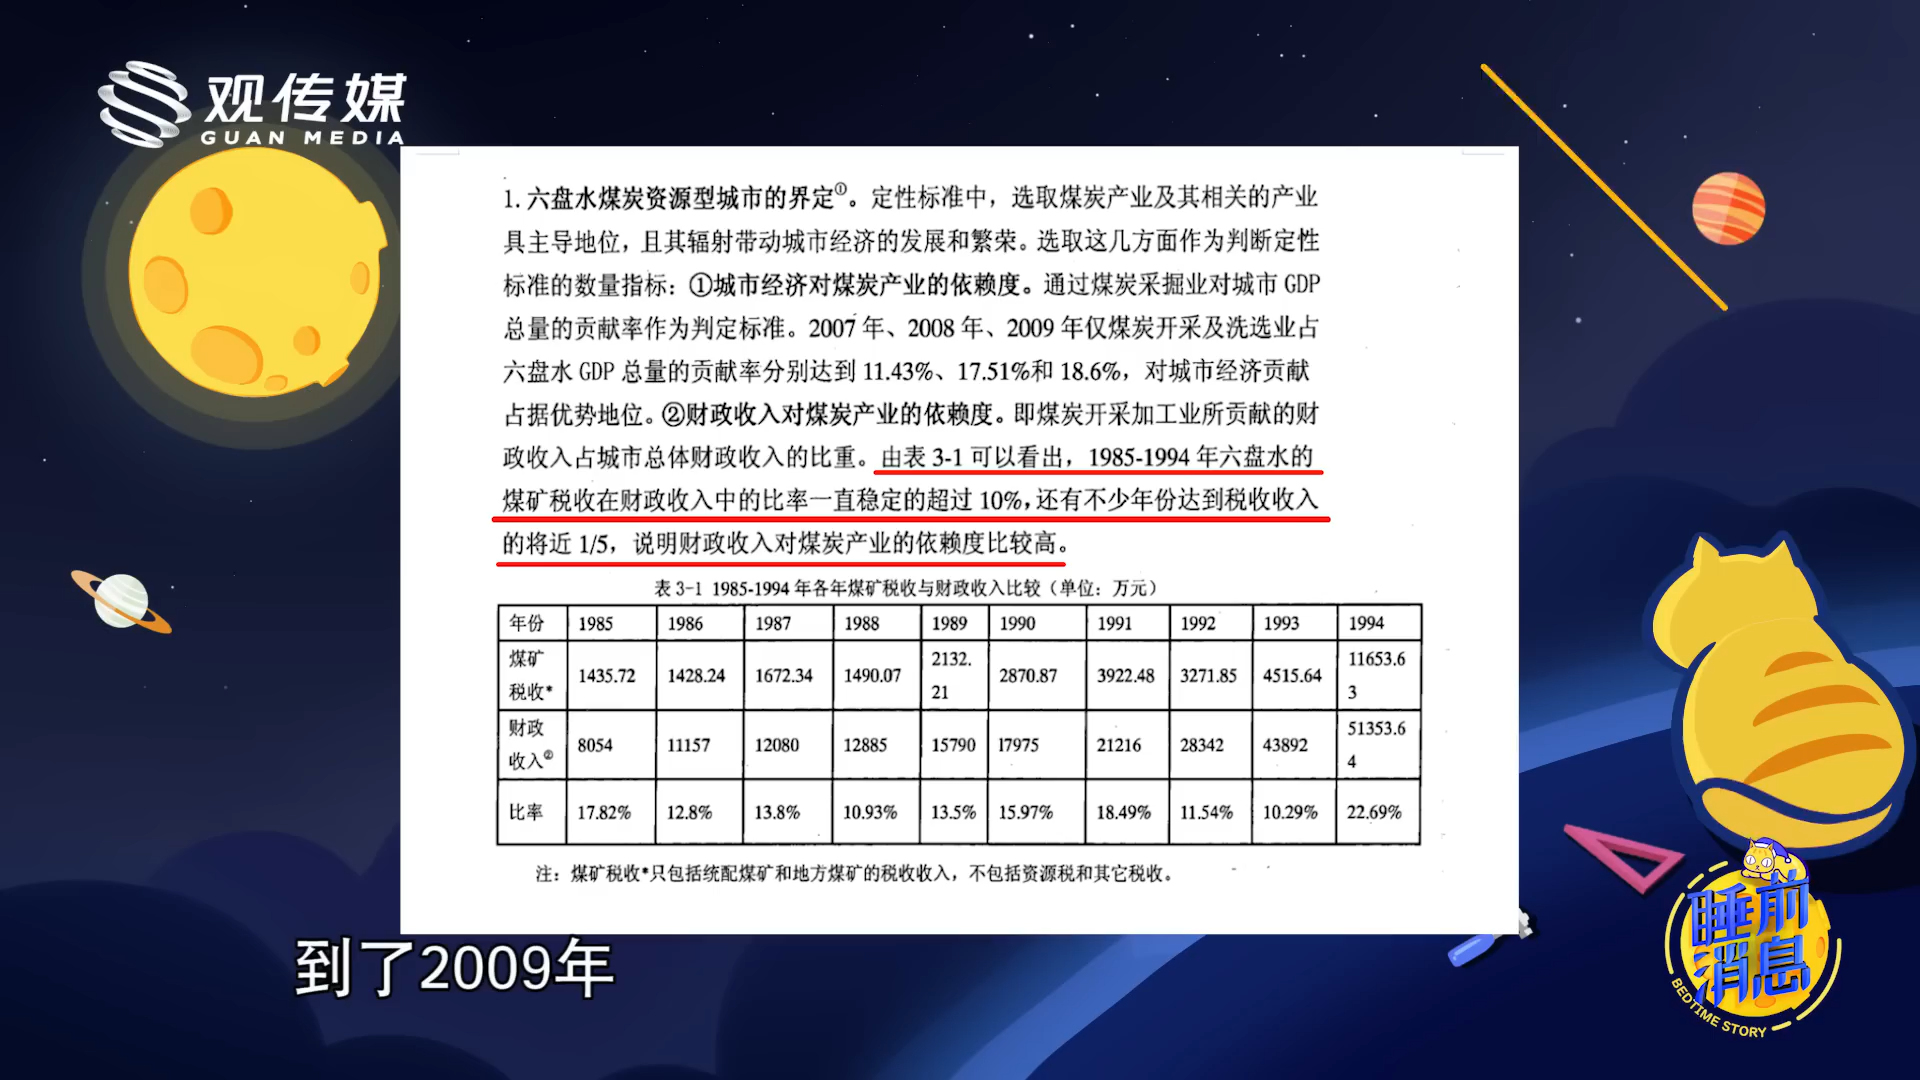 观传媒
GUAN MEDIA
1. 六盘水煤炭资源型城市的界定①。定性标准中，选取煤炭产业及其相关的产业
具主导地位，且其辐射带动城市经济的发展和繁荣。选取这几方面作为判断定性
标准的数量指标：①城市经济对煤炭产业的依赖度。通过煤炭采掘业对城市 GDP
总量的贡献率作为判定标准。2007 年、2008 年、2009 年仅煤炭开采及洗选业占
六盘水 GDP 总量的贡献率分别达到 11.43%、17.51%和 18.6%，对城市经济贡献
占据优势地位。②财政收入对煤炭产业的依赖度。即煤炭开采加工业所贡献的财
政收入占城市总体财政收入的比重。由表 3-1 可以看出，1985-1994 年六盘水的
煤矿税收在财政收入中的比率一直稳定的超过 10%，还有不少年份达到税收收入
的将近 1/5，说明财政收入对煤炭产业的依赖度比较高。
表 3-1 1985-1994 年各年煤矿税收与财政收入比较（单位：万元）
年份 1985 1986 1987 1988 1989 1990 1991 1992 1993 1994
煤矿税收* 1435.72 1428.24 1672.34 1490.07 2132.21 2870.87 3922.48 3271.85 4515.64 11653.63
财政收入② 8054 11157 12080 12885 15790 17975 21216 28342 43892 51353.64
比率 17.82% 12.8% 13.8% 10.93% 13.5% 15.97% 18.49% 11.54% 10.29% 22.69%
注：煤矿税收*只包括统配煤矿和地方煤矿的税收收入，不包括资源税和其它税收。
到了2009年
睡前
消息
BEDTIME STORY